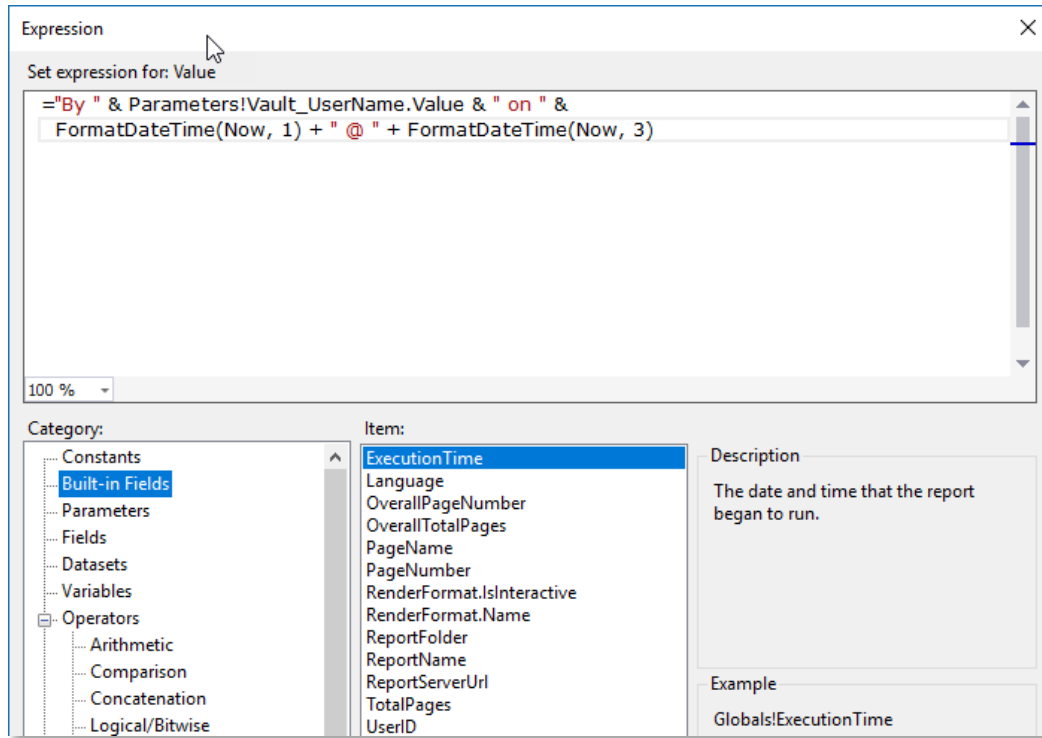 Expression
Set expression for: Value
="By " & Parameters!Vault_UserName.Value & " on " &
FormatDateTime(Now, 1) + " @ " + FormatDateTime(Now, 3)
100 %
Category:
Constants
Built-in Fields
Parameters
Fields
Datasets
Variables
Operators
Arithmetic
Comparison
Concatenation
Logical/Bitwise
Item:
ExecutionTime
Language
OverallPageNumber
OverallTotalPages
PageName
PageNumber
RenderFormat.IsInteractive
RenderFormat.Name
ReportFolder
ReportName
ReportServerUrl
TotalPages
UserID
Description
The date and time that the report
began to run.
Example
Globals!ExecutionTime